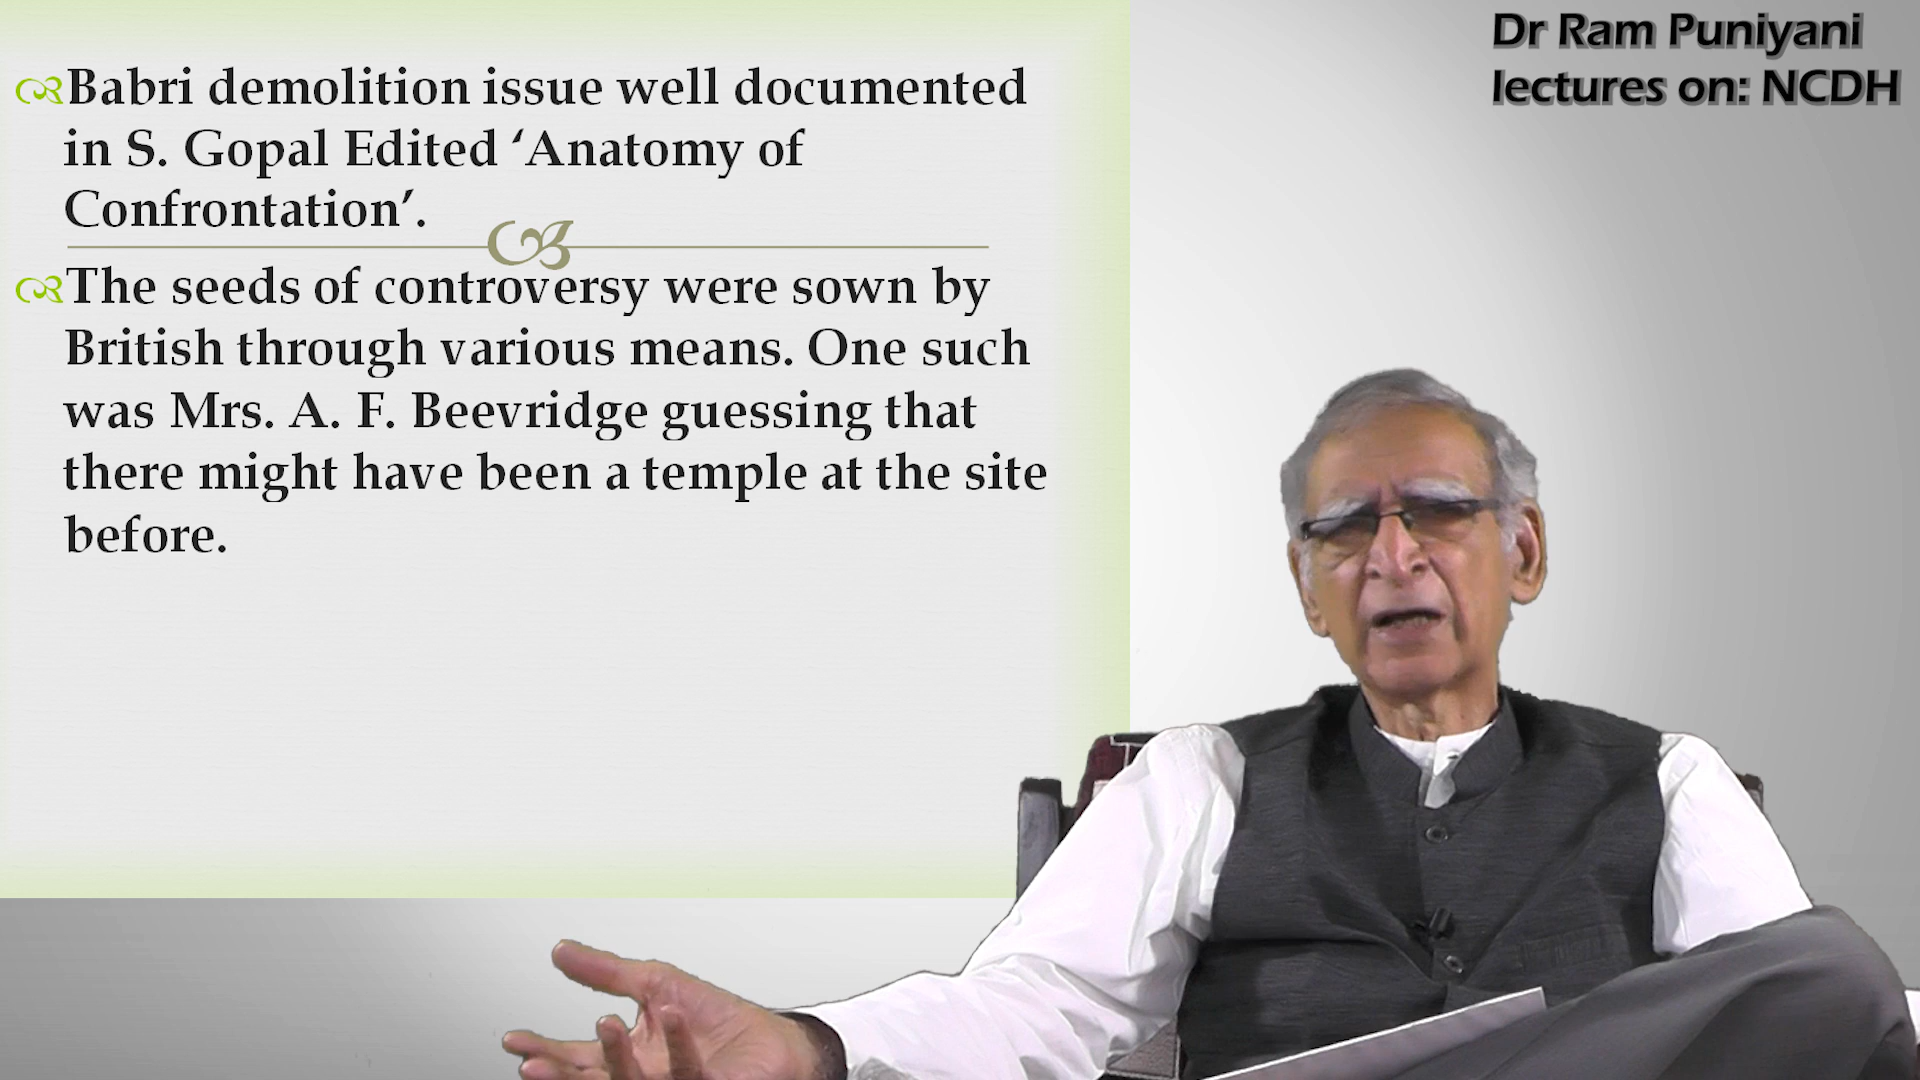 Dr Ram Puniyani
lectures on: NCDH
Babri demolition issue well documented
in S. Gopal Edited ‘Anatomy of
Confrontation’.
The seeds of controversy were sown by
British through various means. One such
was Mrs. A. F. Beevridge guessing that
there might have been a temple at the site
before.